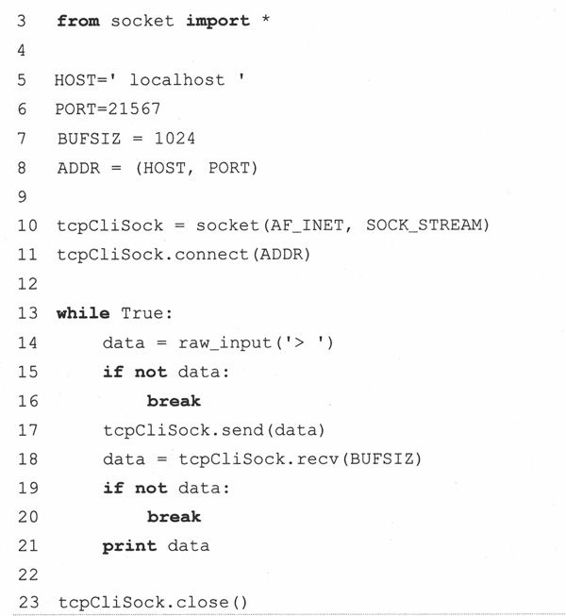 3 from socket import *
4
5 HOST=' localhost '
6 PORT=21567
7 BUFSIZ = 1024
8 ADDR = (HOST, PORT)
9
10 tcpCliSock = socket(AF_INET, SOCK_STREAM)
11 tcpCliSock.connect(ADDR)
12
13 while True:
14     data = raw_input('> ')
15     if not data:
16         break
17     tcpCliSock.send(data)
18     data = tcpCliSock.recv(BUFSIZ)
19     if not data:
20         break
21     print data
22
23 tcpCliSock.close()